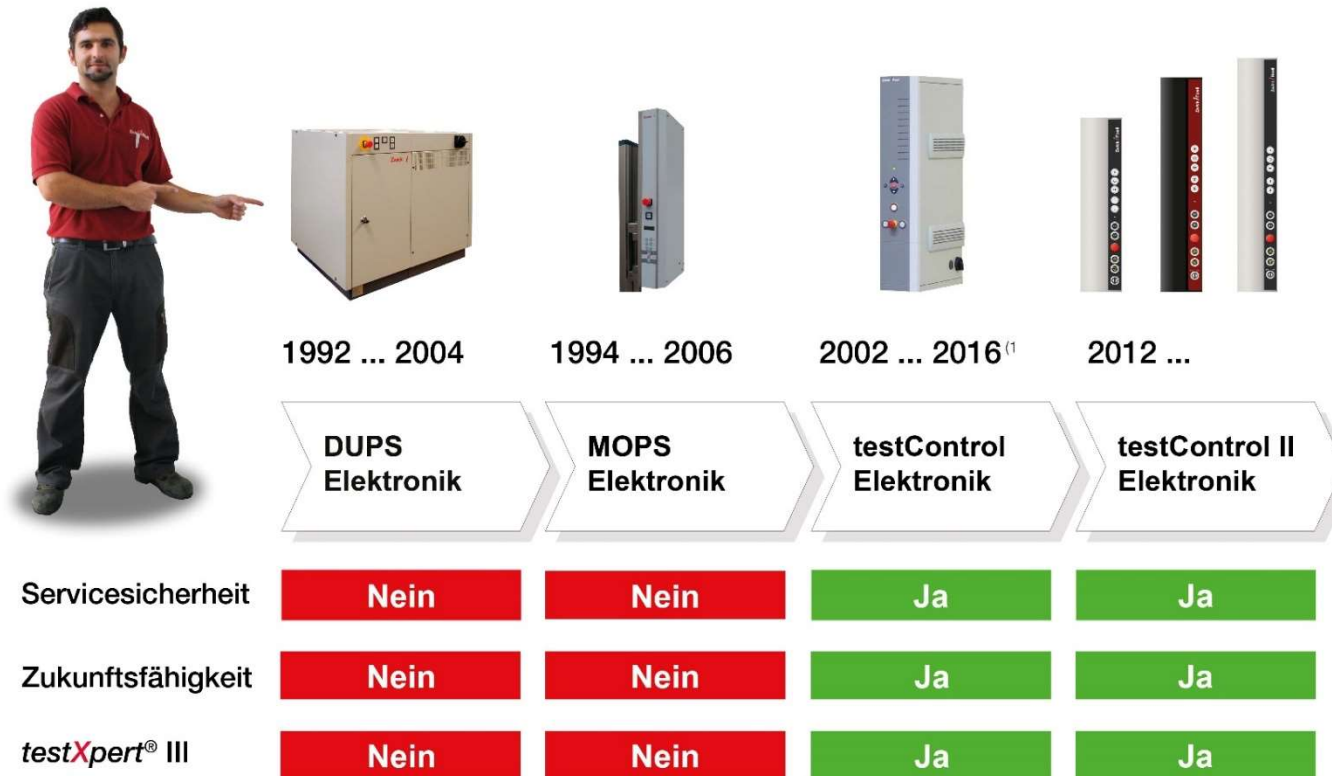 1992 ... 2004
1994 ... 2006
2002 ... 2016(1
2012 ...
DUPS
Elektronik
MOPS
Elektronik
testControl
Elektronik
testControl II
Elektronik
Servicesicherheit Nein Nein Ja Ja
Zukunftsfähigkeit Nein Nein Ja Ja
testXpert® III Nein Nein Ja Ja